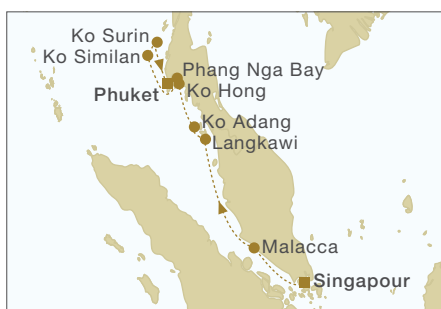 Ko Surin
Ko Similan
Phang Nga Bay
Phuket
Ko Hong
Ko Adang
Langkawi
Malacca
Singapour